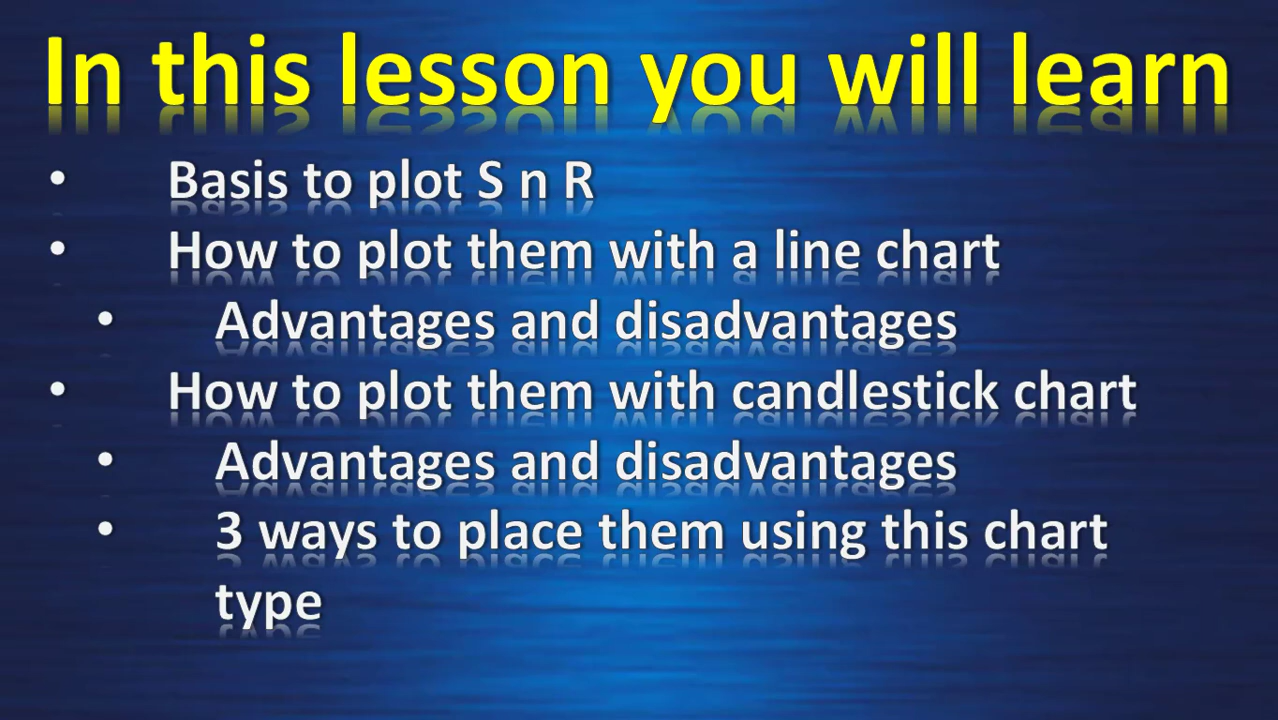 In this lesson you will learn
• Basis to plot S n R
• How to plot them with a line chart
• Advantages and disadvantages
• How to plot them with candlestick chart
• Advantages and disadvantages
• 3 ways to place them using this chart
type